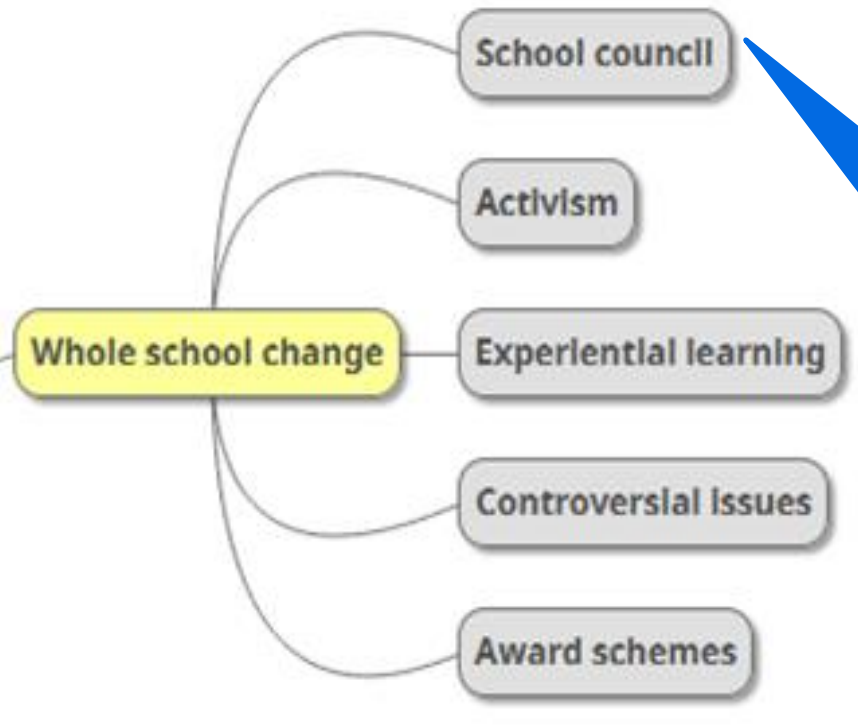 School council
Activism
Whole school change
Experiential learning
Controversial issues
Award schemes